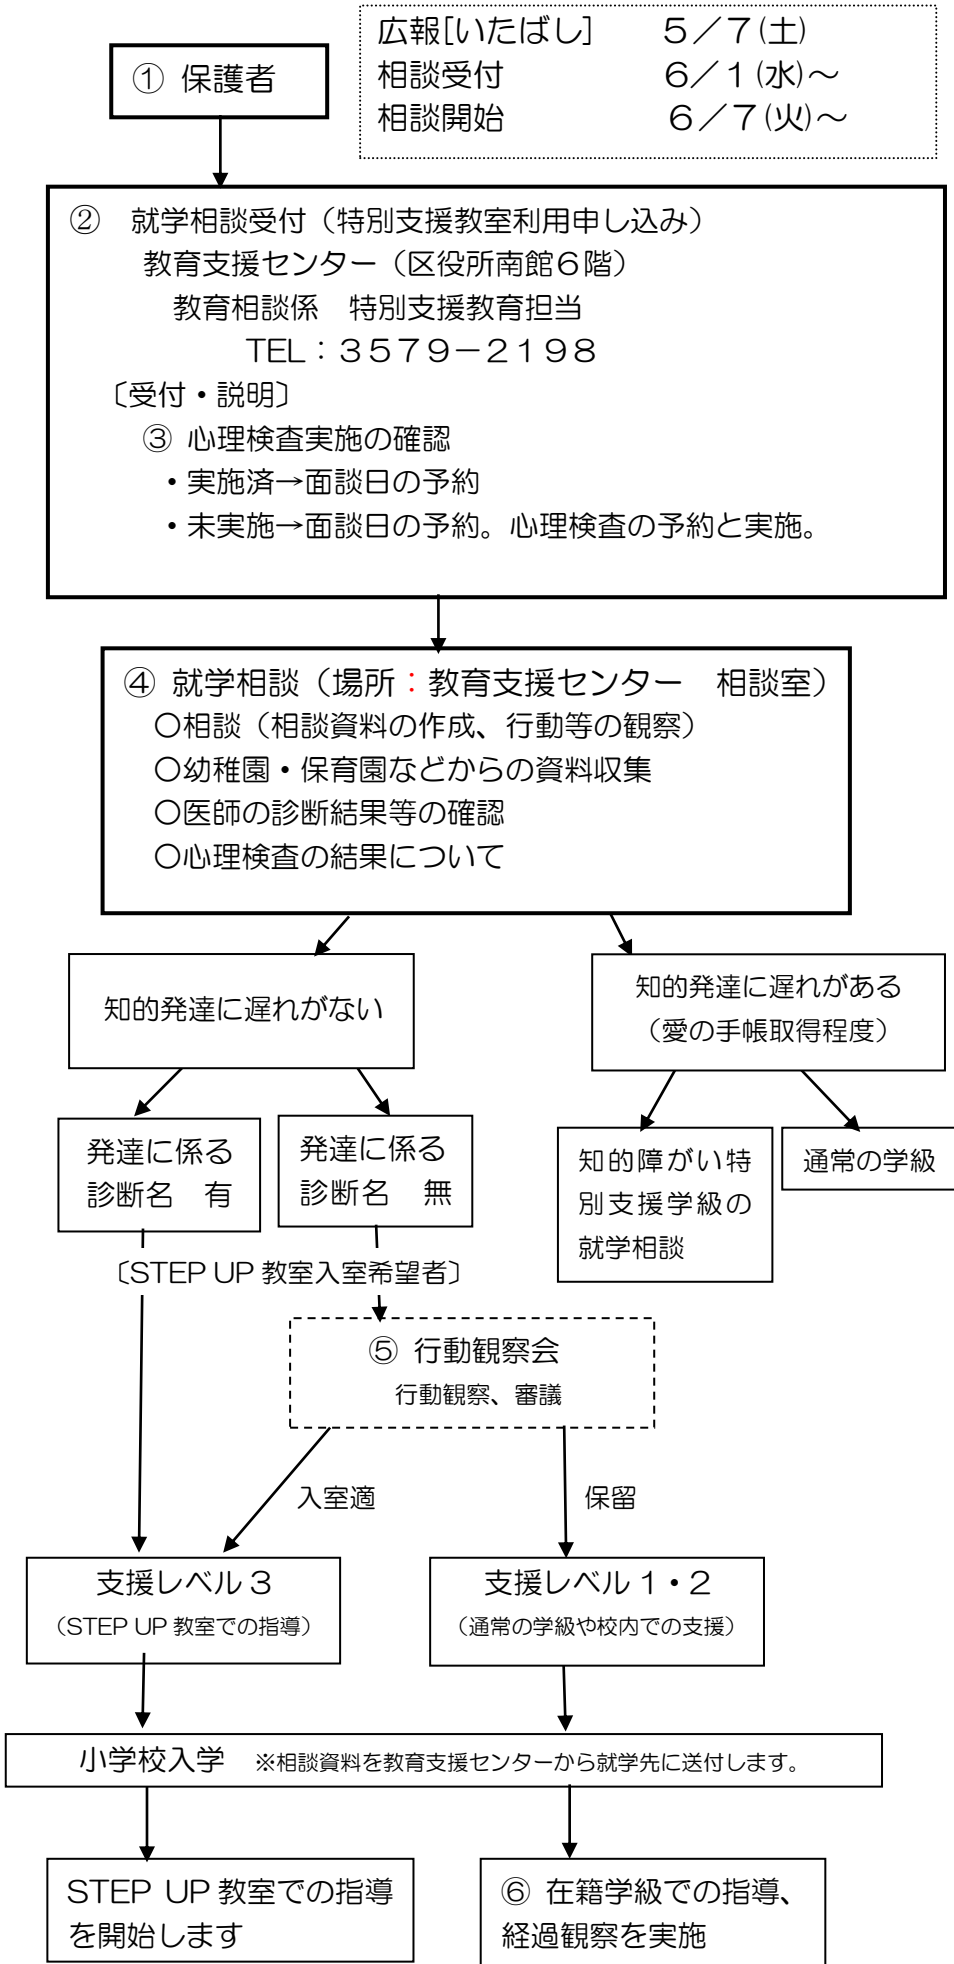 広報[いたばし]　５／７(土)
相談受付　６／１(水)～
相談開始　６／７(火)～
① 保護者
②　就学相談受付（特別支援教室利用申し込み）
教育支援センター（区役所南館６階）
教育相談係　特別支援教育担当
TEL：３５７９－２１９８
〔受付・説明〕
③ 心理検査実施の確認
・実施済→面談日の予約
・未実施→面談日の予約。心理検査の予約と実施。
④ 就学相談（場所：教育支援センター　相談室）
○相談（相談資料の作成、行動等の観察）
○幼稚園・保育園などからの資料収集
○医師の診断結果等の確認
○心理検査の結果について
知的発達に遅れがない
知的発達に遅れがある
（愛の手帳取得程度）
発達に係る
診断名　有
発達に係る
診断名　無
知的障がい特
別支援学級の
就学相談
通常の学級
〔STEP UP 教室入室希望者〕
⑤ 行動観察会
行動観察、審議
入室適
保留
支援レベル３
（STEP UP 教室での指導）
支援レベル１・２
（通常の学級や校内での支援）
小学校入学　※相談資料を教育支援センターから就学先に送付します。
STEP UP 教室での指導
を開始します
⑥ 在籍学級での指導、
経過観察を実施